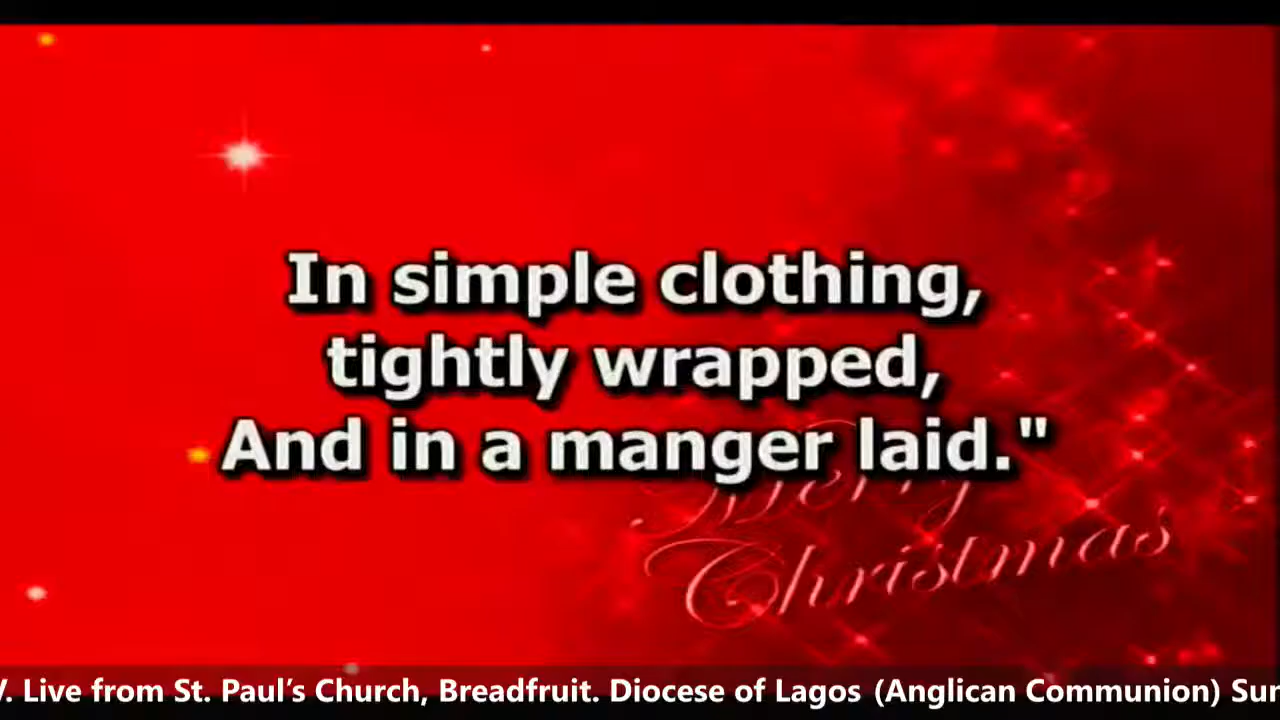 In simple clothing,
tightly wrapped,
And in a manger laid."
Merry
Christmas
. Live from St. Paul’s Church, Breadfruit. Diocese of Lagos (Anglican Communion)